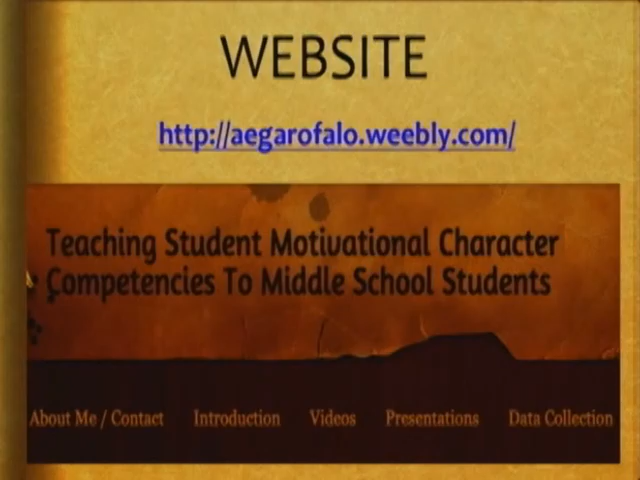 WEBSITE
http://aegarofalo.weebly.com/
Teaching Student Motivational Character
Competencies To Middle School Students
About Me / Contact Introduction Videos Presentations Data Collection